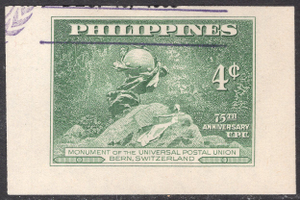 PHILIPPINES
4¢
75TH
ANNIVERSARY
U.P.U.
MONUMENT OF THE UNIVERSAL POSTAL UNION
BERN, SWITZERLAND